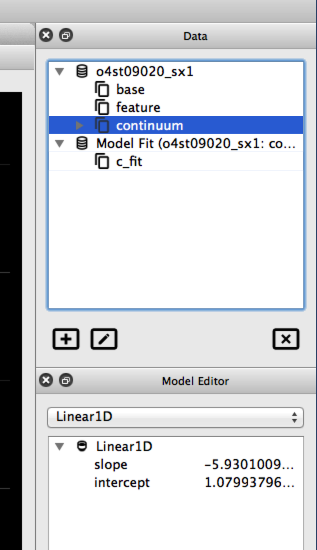 Data
o4st09020_sx1
base
feature
continuum
Model Fit (o4st09020_sx1: co...
c_fit
Model Editor
Linear1D
Linear1D
slope -5.9301009...
intercept 1.07993796...